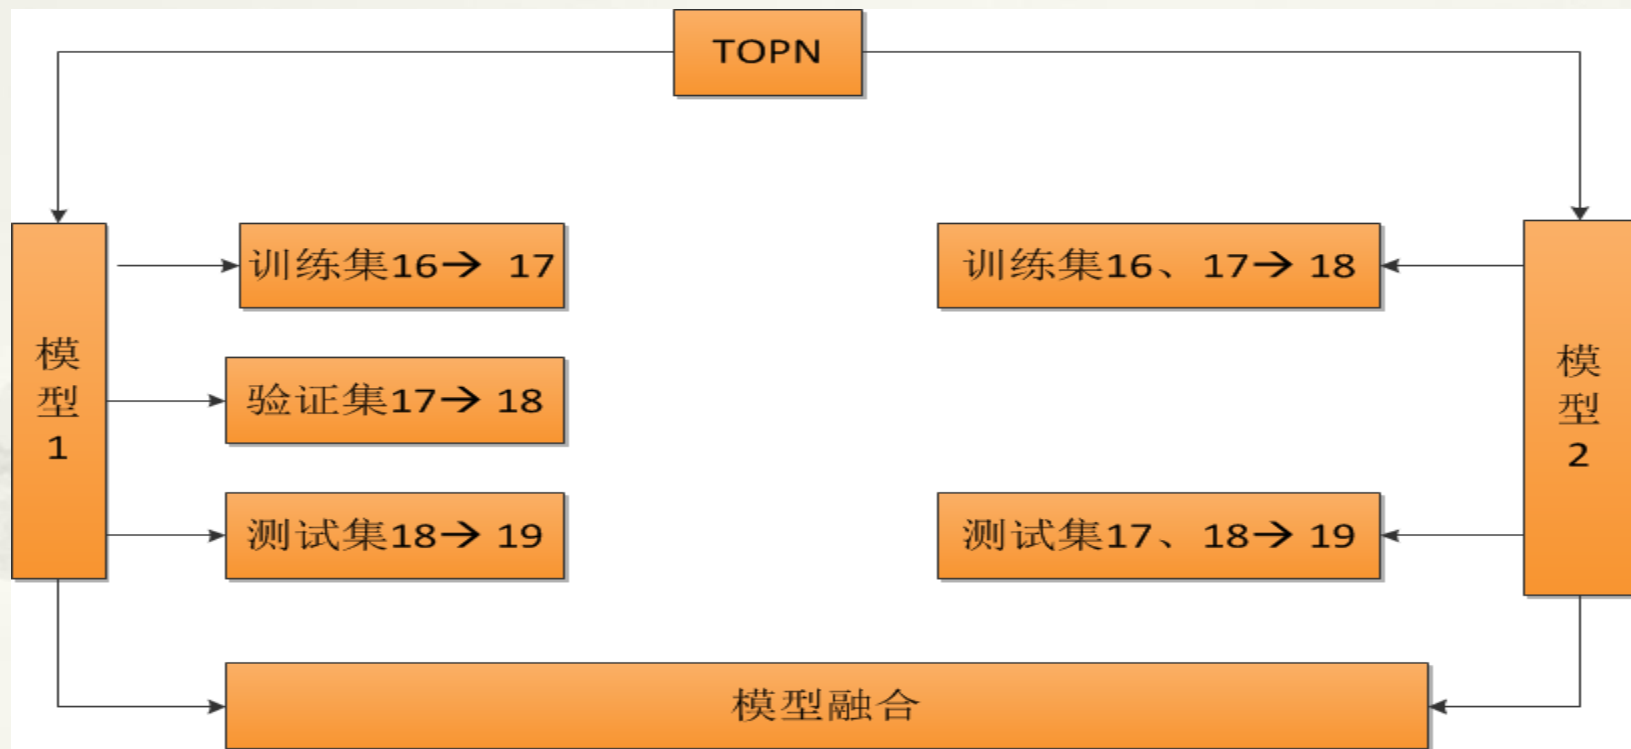 TOPN
模型1
训练集16→ 17
验证集17→ 18
测试集18→ 19
训练集16、17→ 18
测试集17、18→ 19
模型2
模型融合